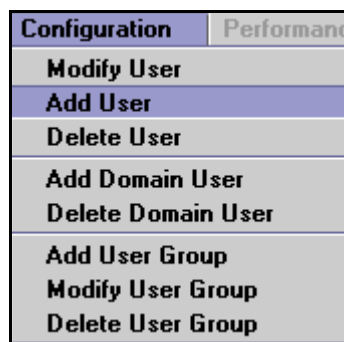 Configuration Performanc
Modify User
Add User
Delete User
Add Domain User
Delete Domain User
Add User Group
Modify User Group
Delete User Group